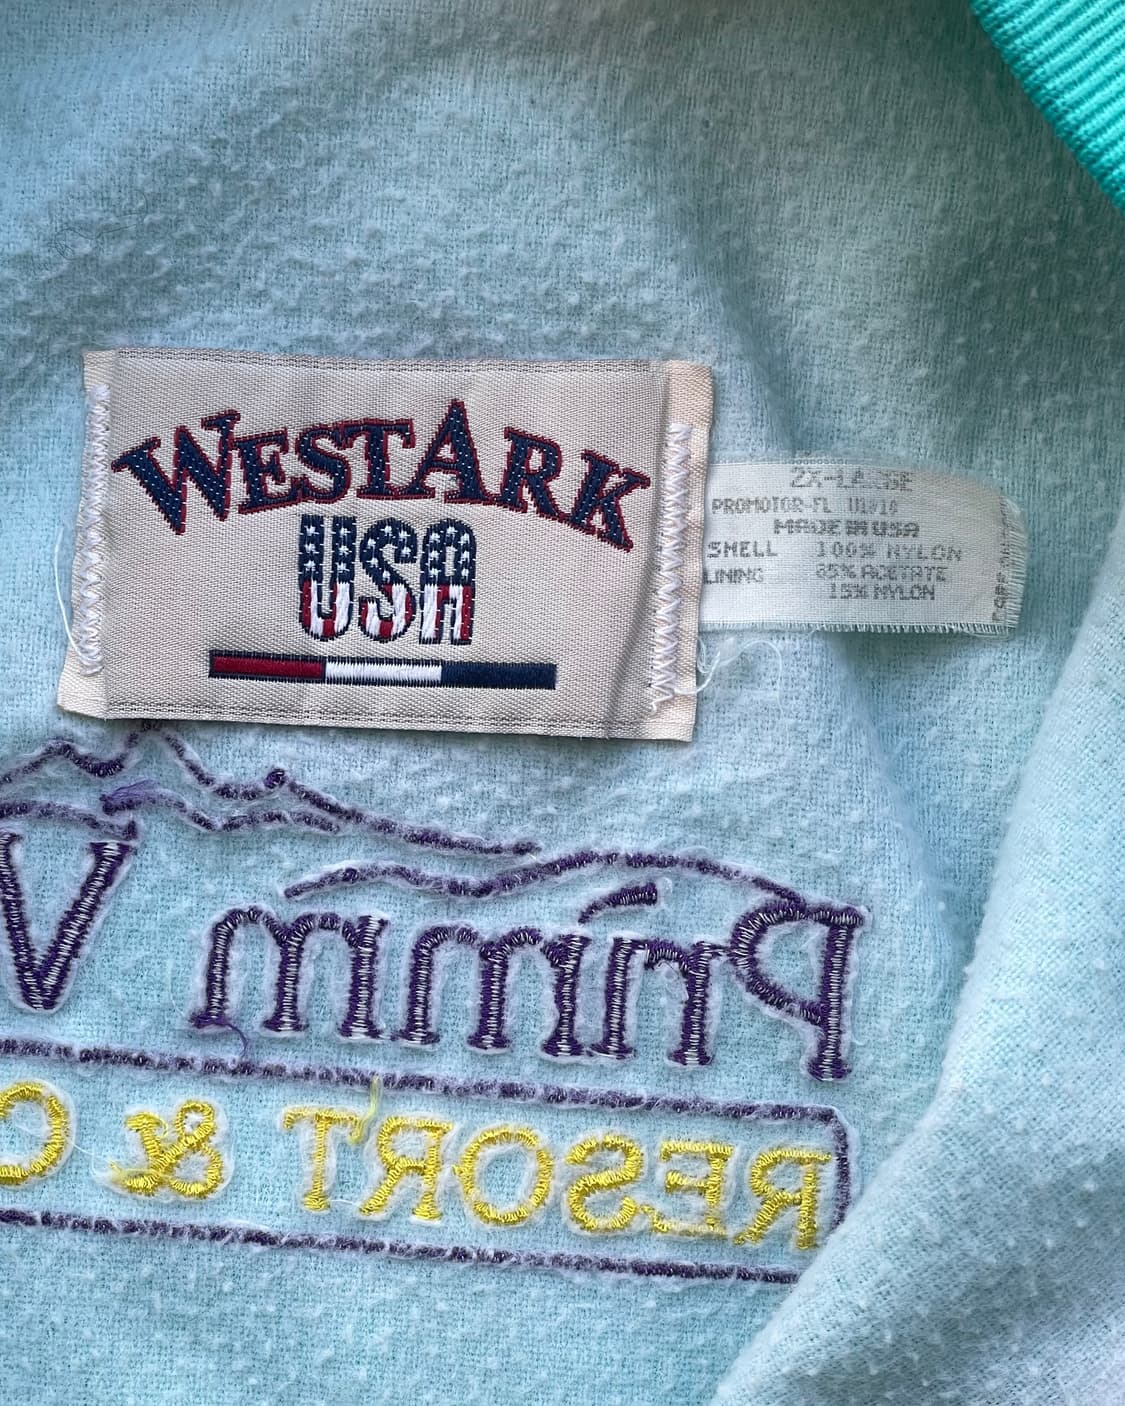 WESTARK
USA
2X-LARGE
PROMOTOR-FL
MADE IN USA
SHELL 100% NYLON
LINING 85% ACETATE
15% NYLON
Primm V
RESORT & C